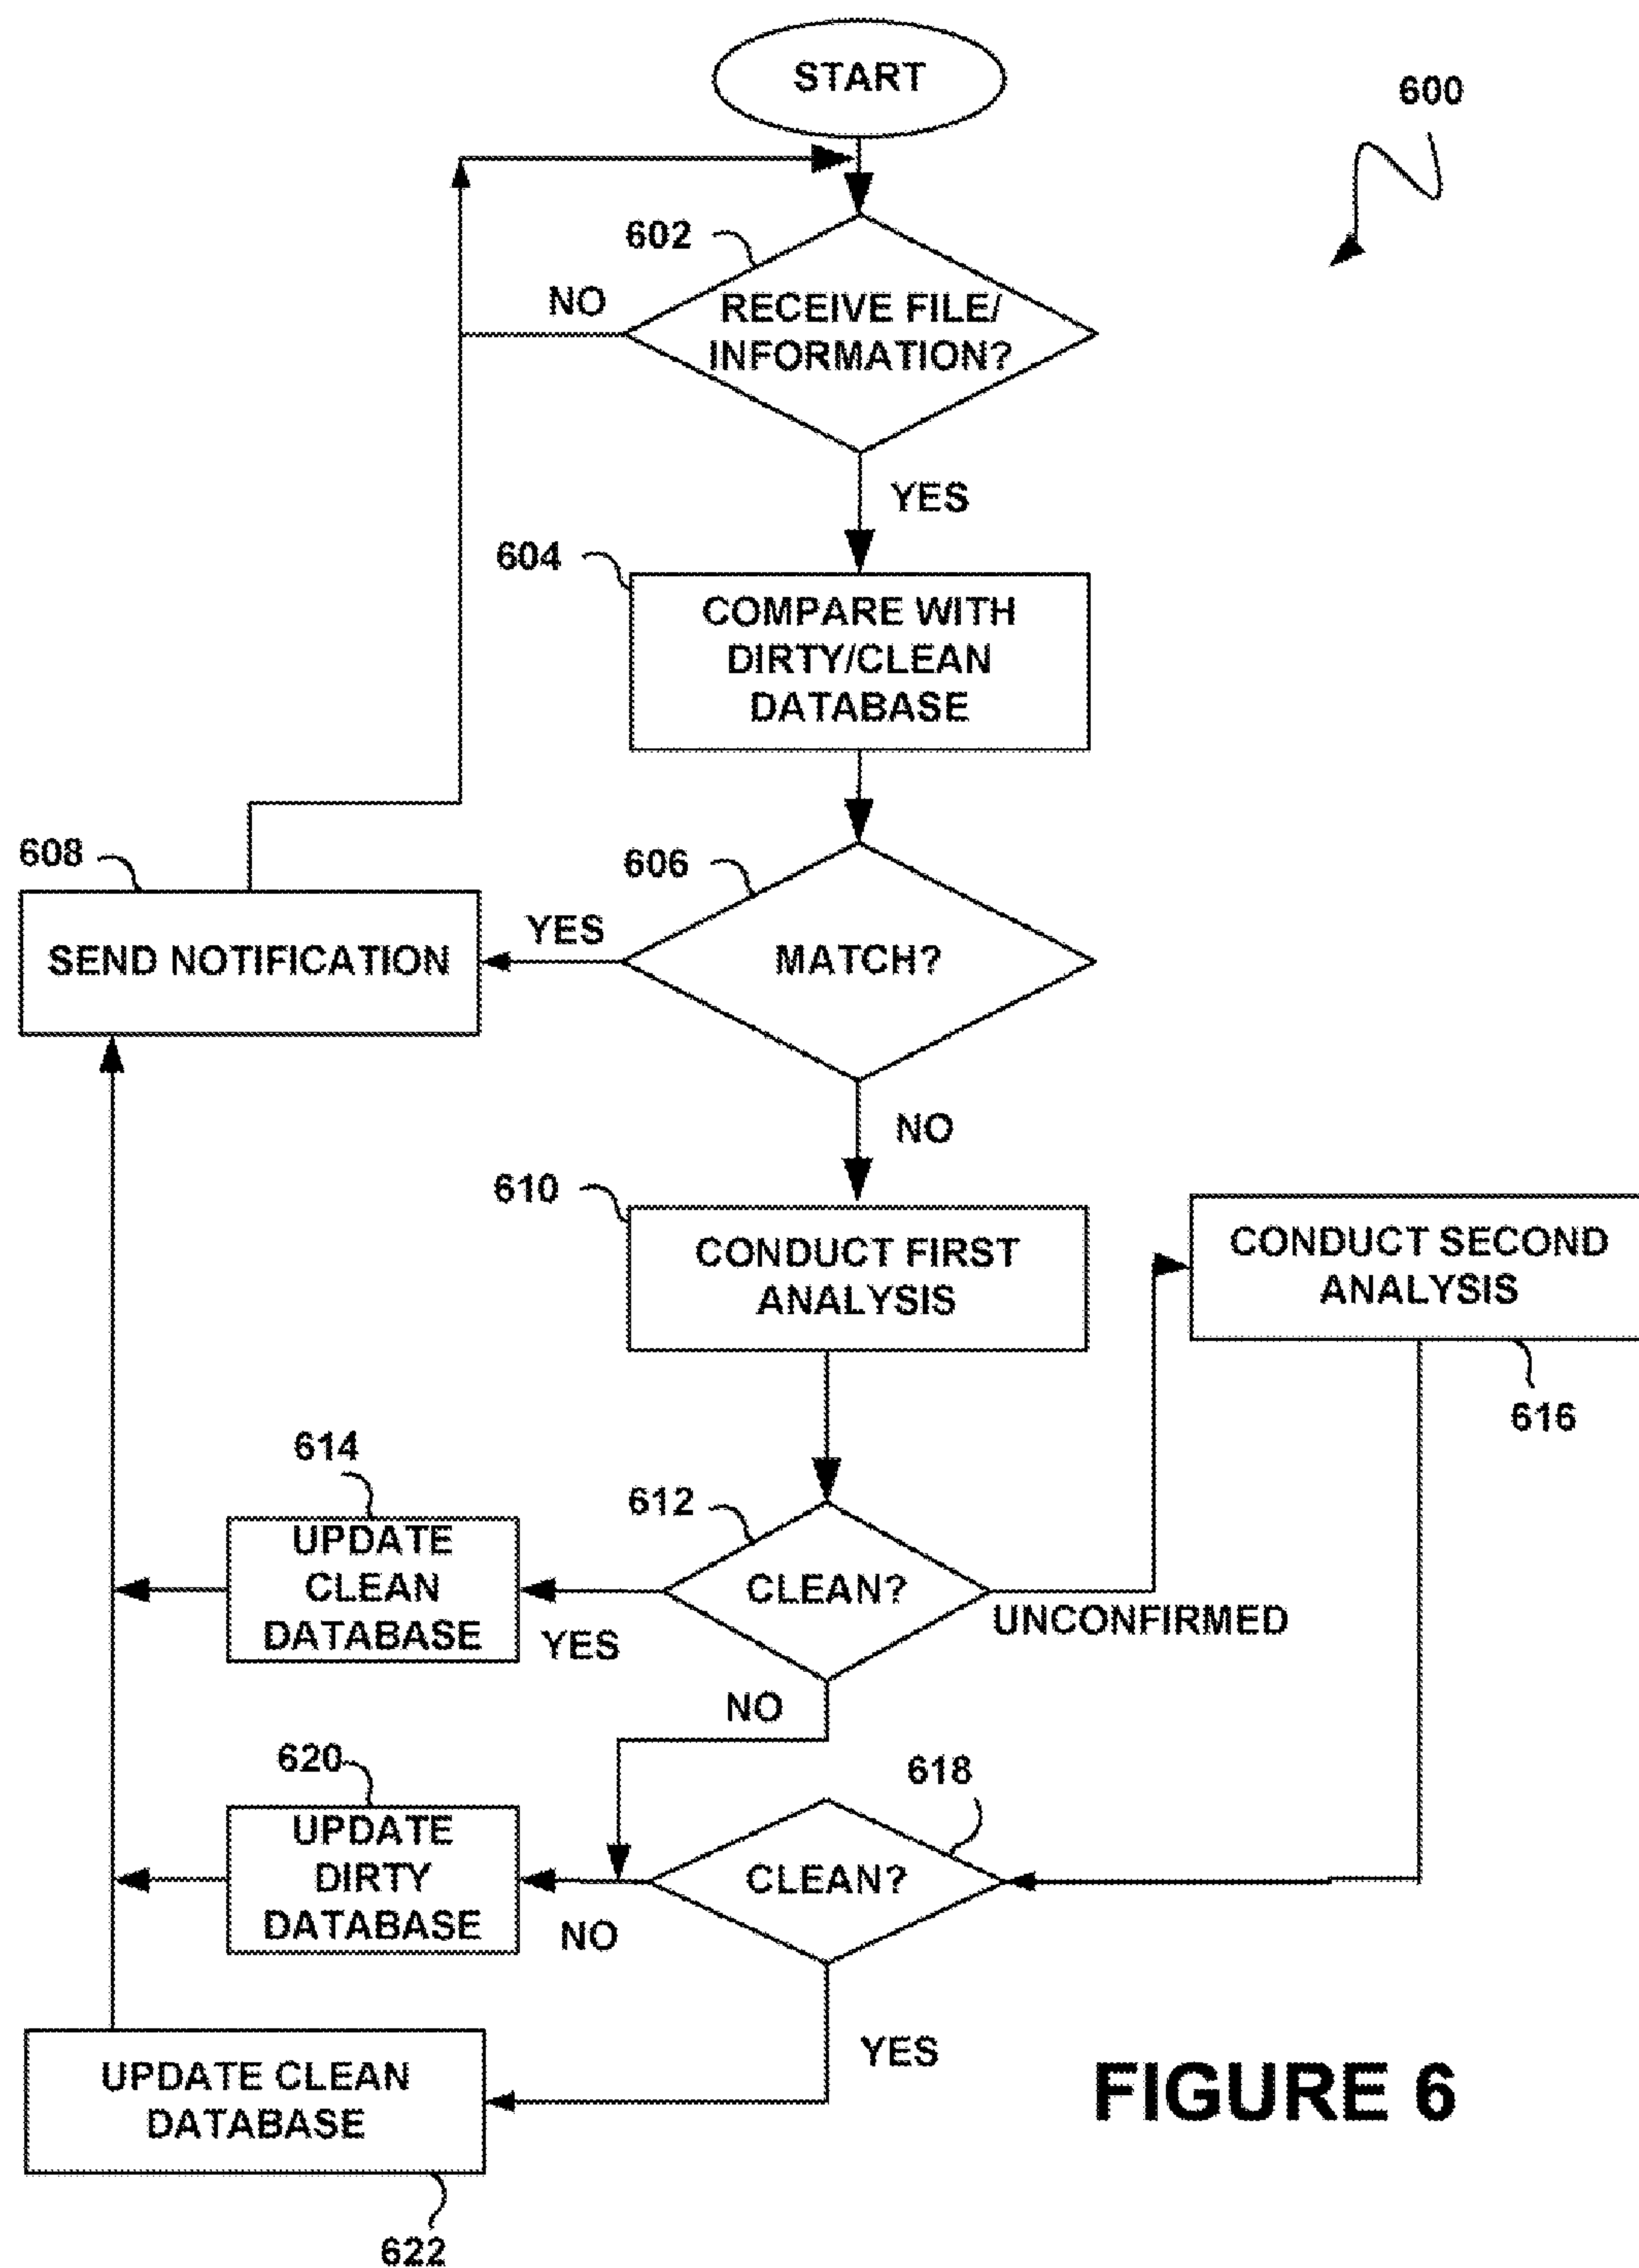 START
600
602
NO
RECEIVE FILE/
INFORMATION?
YES
604
COMPARE WITH
DIRTY/CLEAN
DATABASE
608
606
SEND NOTIFICATION
YES
MATCH?
NO
610
CONDUCT FIRST
ANALYSIS
CONDUCT SECOND
ANALYSIS
616
614
612
UPDATE
CLEAN
DATABASE
YES
CLEAN?
UNCONFIRMED
NO
620
618
UPDATE
DIRTY
DATABASE
NO
CLEAN?
YES
UPDATE CLEAN
DATABASE
622
FIGURE 6